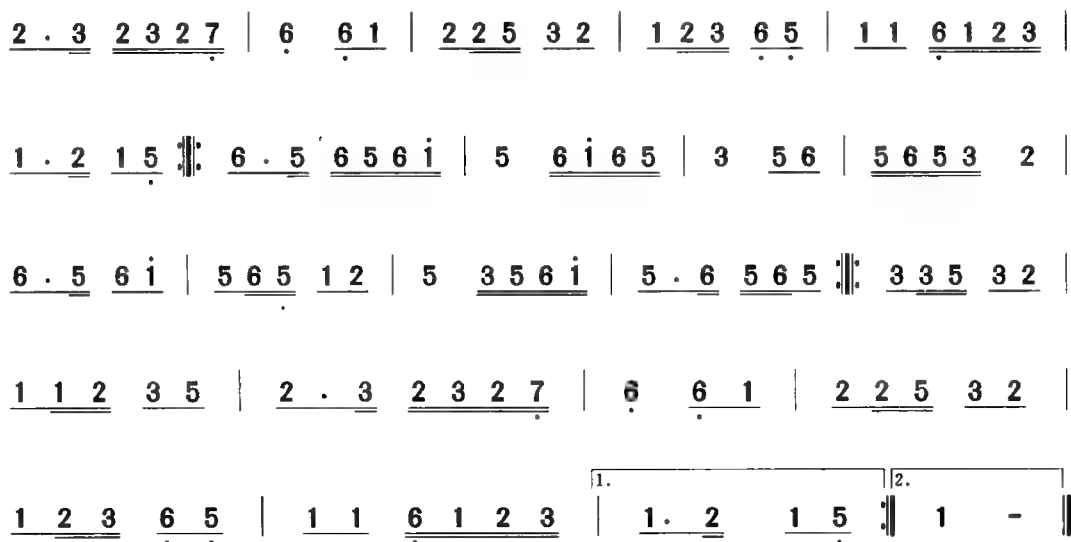 2 . 3 2 3 2 7̣ | 6̣ 6̣ 1 | 2 2 5 3 2 | 1 2 3 6̣ 5̣ | 1 1 6̣ 1 2 3 |
1 . 2 1 5̣ :‖: 6 . 5 6 5 6 i̇ | 5 6 i̇ 6 5 | 3 5 6 | 5 6 5 3 2 |
6 . 5 6 i̇ | 5 6 5̣ 1 2 | 5 3 5 6 i̇ | 5 . 6 5 6 5 :‖: 3 3 5 3 2 |
1 1 2 3 5 | 2 . 3 2 3 2 7̣ | 6̣ 6̣ 1 | 2 2 5 3 2 |
1. 2.
1 2 3 6̣ 5̣ | 1 1 6̣ 1 2 3 | 1 . 2 1 5̣ :‖ 1 - ‖